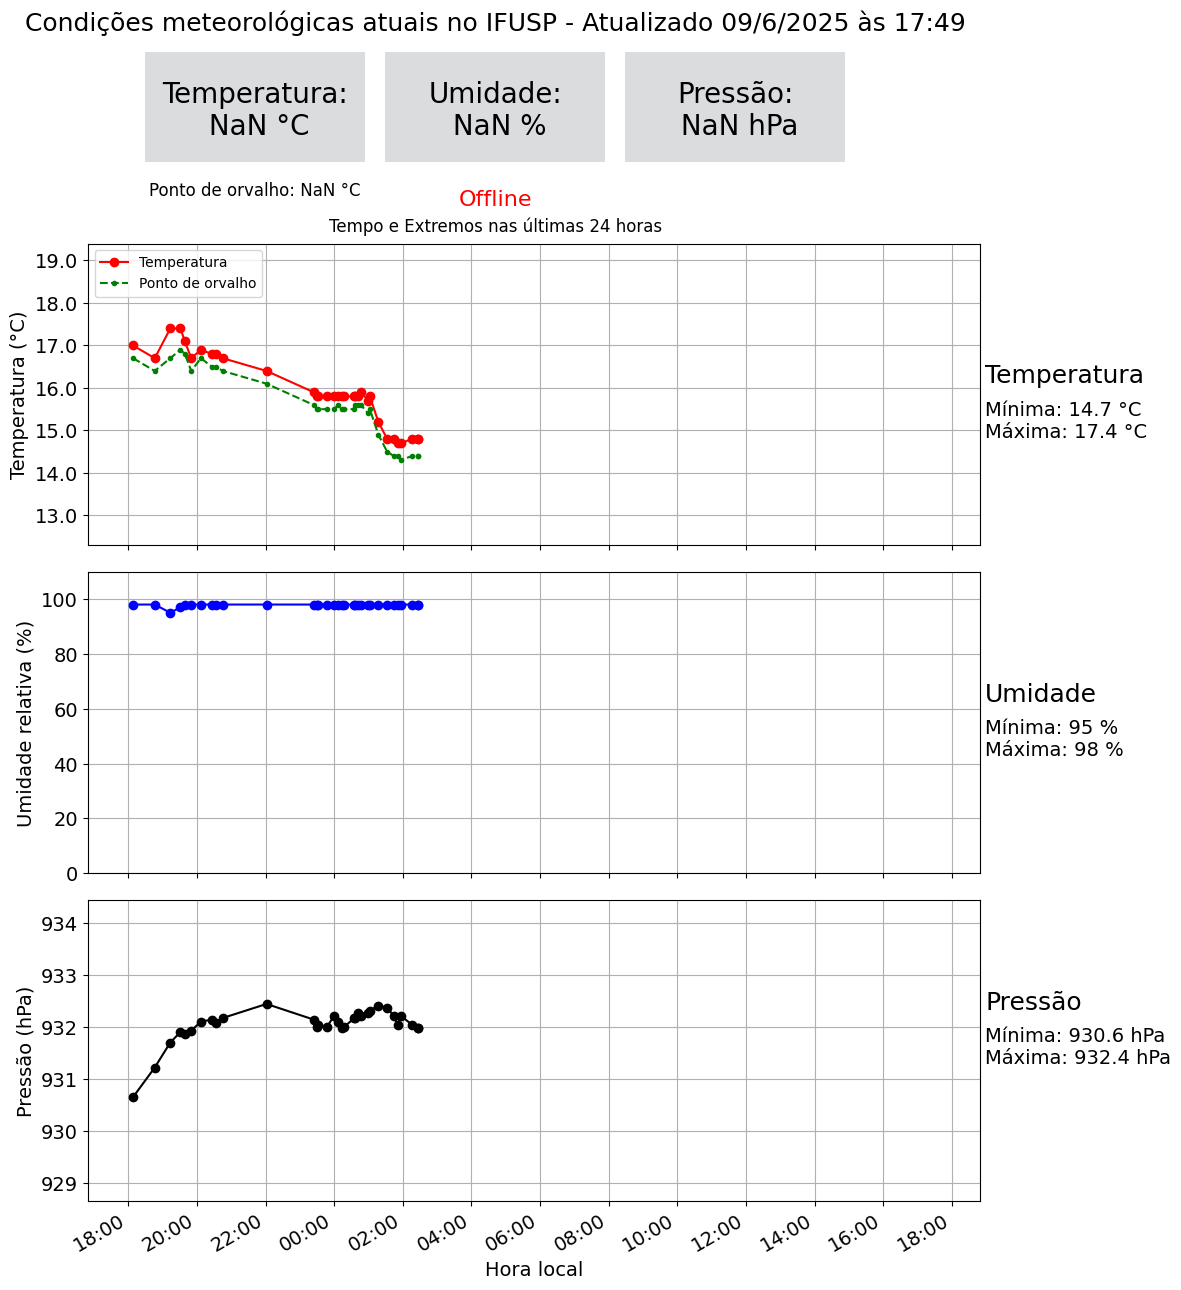 Condições meteorológicas atuais no IFUSP - Atualizado 09/6/2025 às 17:49
Temperatura:
NaN °C
Umidade:
NaN %
Pressão:
NaN hPa
Ponto de orvalho: NaN °C
Offline
Tempo e Extremos nas últimas 24 horas
Temperatura
Ponto de orvalho
Temperatura (°C)
19.0
18.0
17.0
16.0
15.0
14.0
13.0
Temperatura
Mínima: 14.7 °C
Máxima: 17.4 °C
Umidade relativa (%)
100
80
60
40
20
0
Umidade
Mínima: 95 %
Máxima: 98 %
Pressão (hPa)
934
933
932
931
930
929
Pressão
Mínima: 930.6 hPa
Máxima: 932.4 hPa
18:00
20:00
22:00
00:00
02:00
04:00
06:00
08:00
10:00
12:00
14:00
16:00
18:00
Hora local